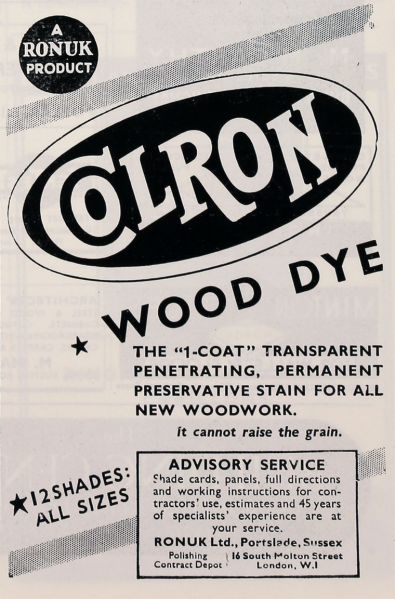 A
RONUK
PRODUCT
COLRON
★ WOOD DYE
THE "1-COAT" TRANSPARENT
PENETRATING, PERMANENT
PRESERVATIVE STAIN FOR ALL
NEW WOODWORK.
it cannot raise the grain.
★12 SHADES:
ALL SIZES
ADVISORY SERVICE
Shade cards, panels, full directions
and working instructions for con-
tractors' use, estimates and 45 years
of specialists' experience are at
your service.
RONUK Ltd., Portslade, Sussex
Polishing
Contract Depot
16 South Molton Street
London, W.1